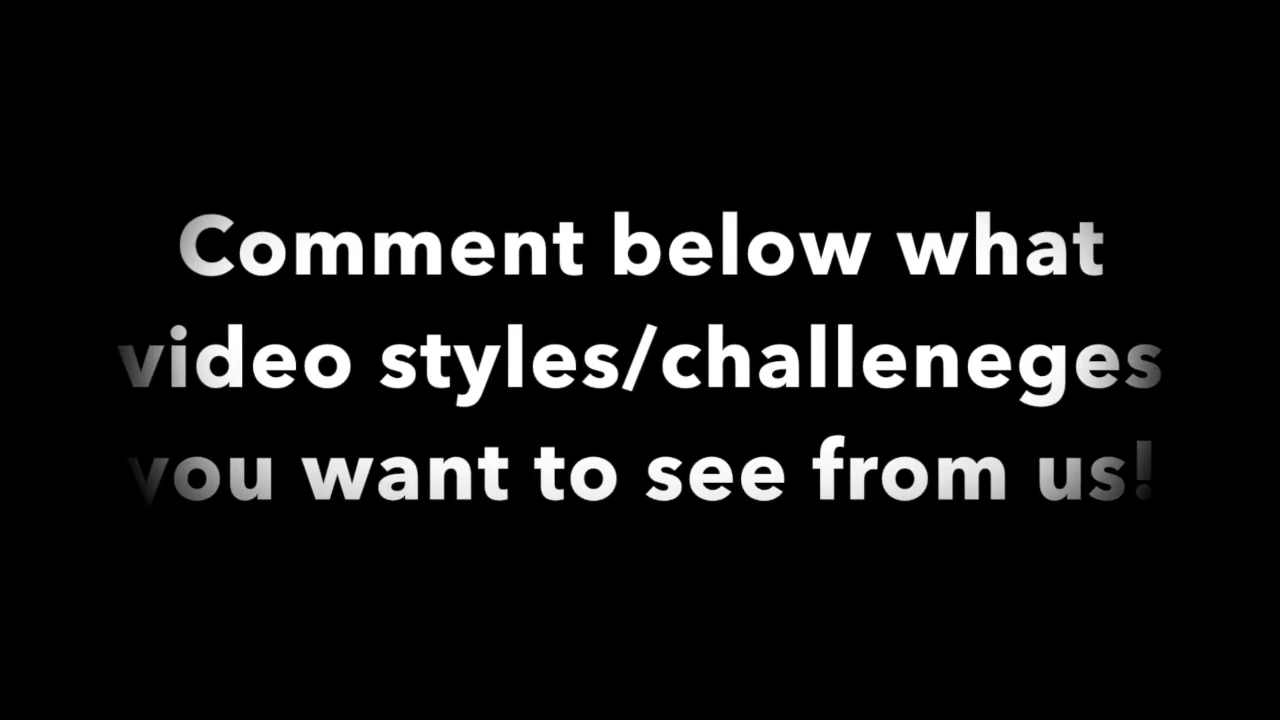 Comment below what
video styles/challeneges
you want to see from us!